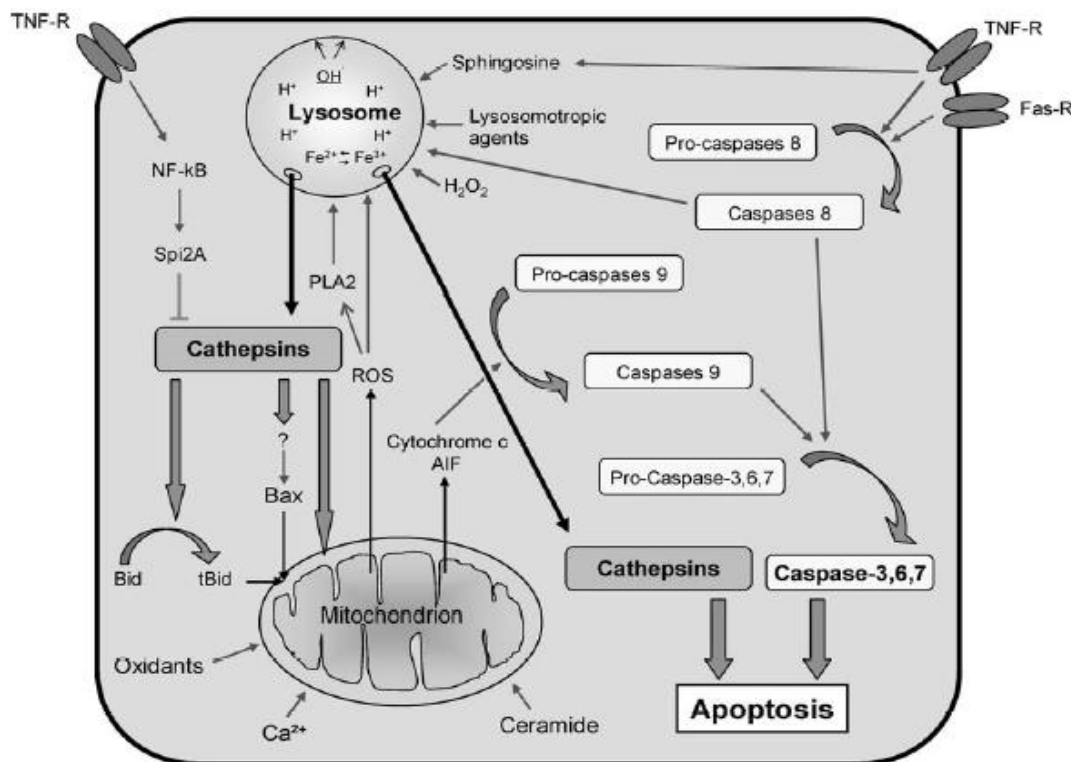 TNF-R
TNF-R
Fas-R
OH⁻
Sphingosine
H⁺ H⁺
Lysosome
H⁺ H⁺
Fe²⁺ ⇆ Fe³⁺
Lysosomotropic
agents
H₂O₂
Pro-caspases 8
Caspases 8
NF-kB
Spi2A
PLA2
Pro-caspases 9
Cathepsins
ROS
Caspases 9
Cytochrome c
AIF
?
Bax
Pro-Caspase-3,6,7
Bid
tBid
Mitochondrion
Cathepsins
Caspase-3,6,7
Oxidants
Ca²⁺
Ceramide
Apoptosis